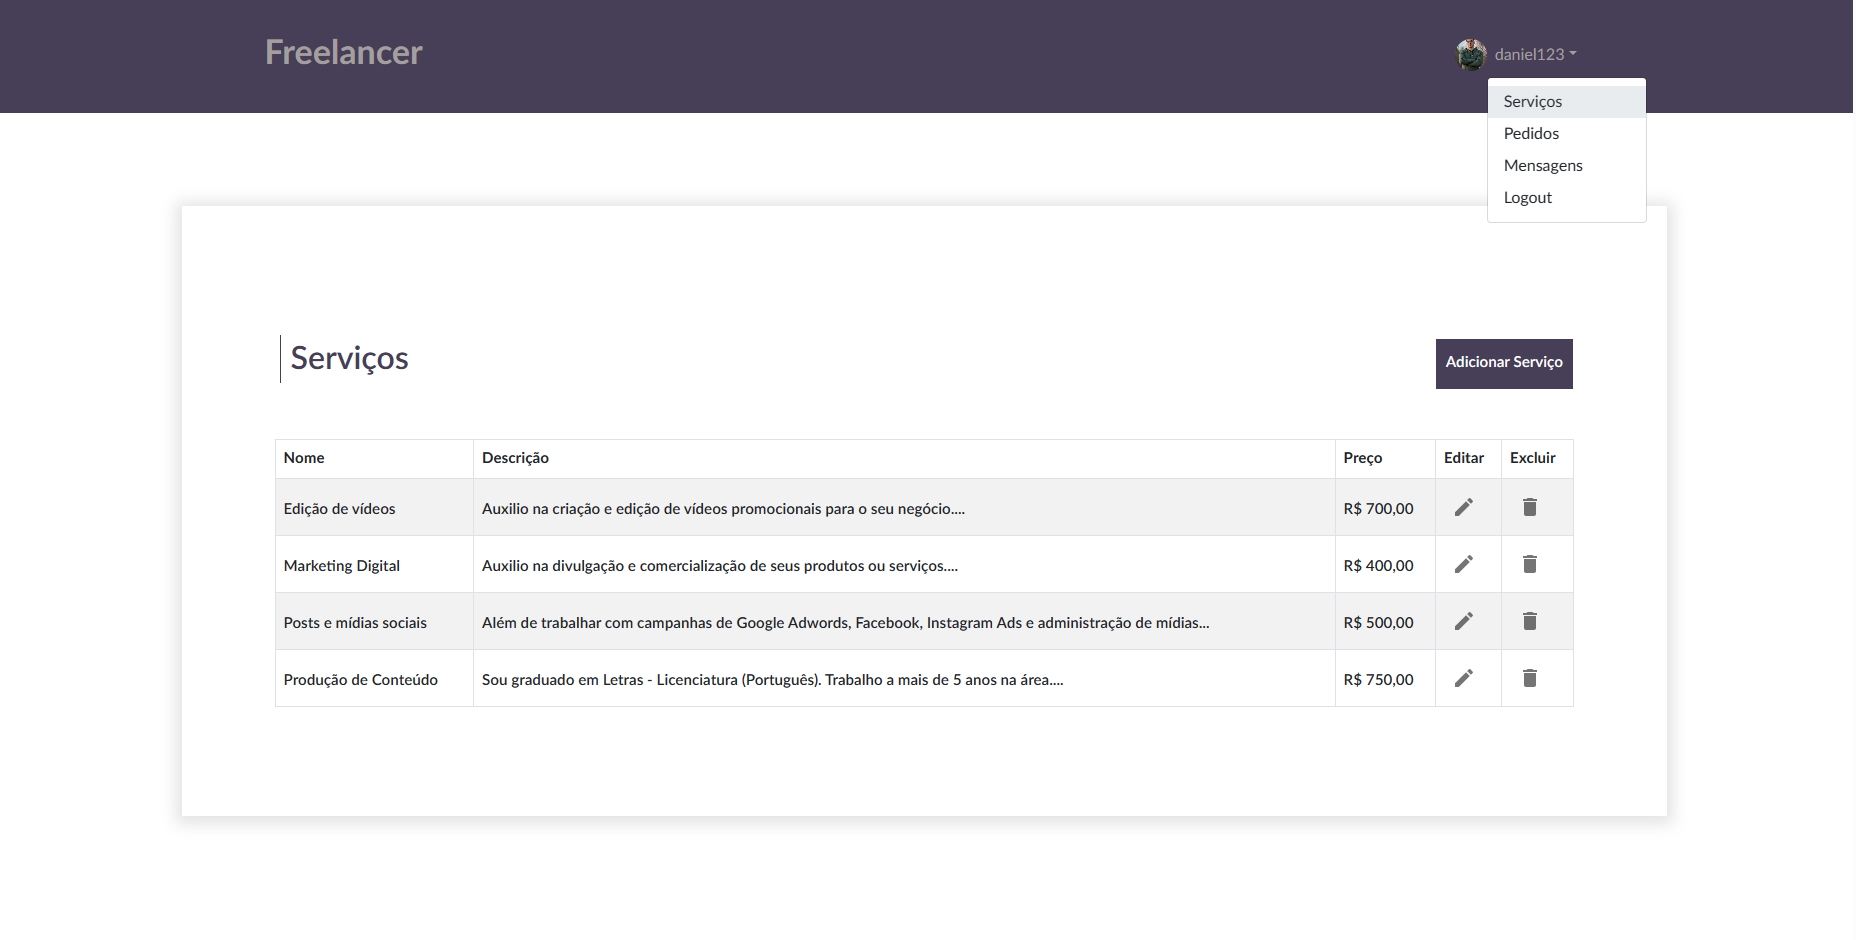 Freelancer
daniel123
Serviços
Pedidos
Mensagens
Logout
Serviços
Adicionar Serviço
Nome Descrição Preço Editar Excluir
Edição de vídeos Auxilio na criação e edição de vídeos promocionais para o seu negócio.... R$ 700,00
Marketing Digital Auxilio na divulgação e comercialização de seus produtos ou serviços.... R$ 400,00
Posts e mídias sociais Além de trabalhar com campanhas de Google Adwords, Facebook, Instagram Ads e administração de mídias... R$ 500,00
Produção de Conteúdo Sou graduado em Letras - Licenciatura (Português). Trabalho a mais de 5 anos na área.... R$ 750,00